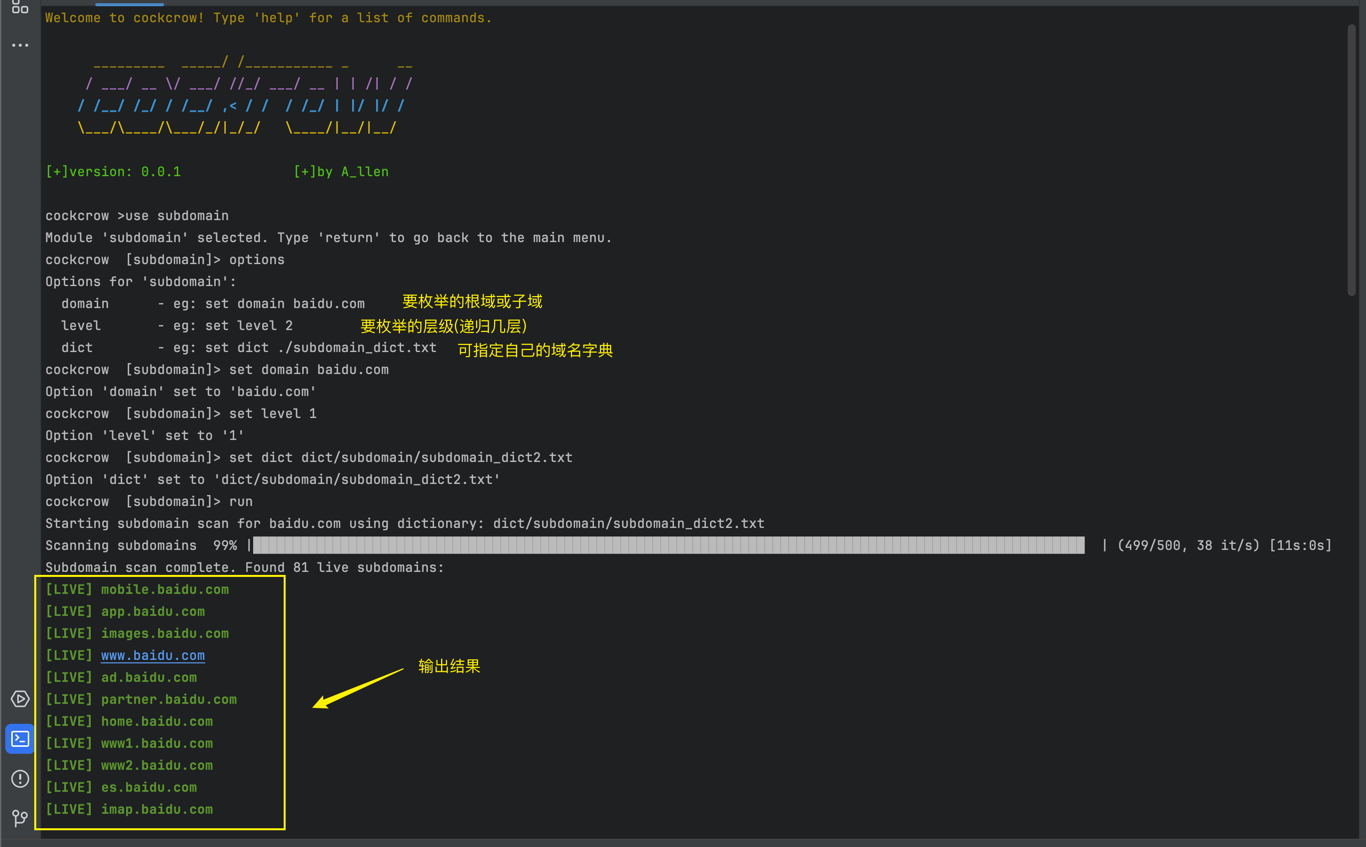 Welcome to cockcrow! Type 'help' for a list of commands.
   _________  _____/ /___________ _      __
  / ___/ __ \/ ___/ //_/ ___/ __ | | /| / /
 / /__/ /_/ / /__/ ,< / /  / /_/ | |/ |/ /
 \___/\____/\___/_/|_/_/   \____/|__/|__/
[+]version: 0.0.1 [+]by A_llen
cockcrow >use subdomain
Module 'subdomain' selected. Type 'return' to go back to the main menu.
cockcrow  [subdomain]> options
Options for 'subdomain':
domain - eg: set domain baidu.com 要枚举的根域或子域
level - eg: set level 2 要枚举的层级(递归几层)
dict - eg: set dict ./subdomain_dict.txt 可指定自己的域名字典
cockcrow  [subdomain]> set domain baidu.com
Option 'domain' set to 'baidu.com'
cockcrow  [subdomain]> set level 1
Option 'level' set to '1'
cockcrow  [subdomain]> set dict dict/subdomain/subdomain_dict2.txt
Option 'dict' set to 'dict/subdomain/subdomain_dict2.txt'
cockcrow  [subdomain]> run
Starting subdomain scan for baidu.com using dictionary: dict/subdomain/subdomain_dict2.txt
Scanning subdomains  99% | | (499/500, 38 it/s) [11s:0s]
Subdomain scan complete. Found 81 live subdomains:
[LIVE] mobile.baidu.com
[LIVE] app.baidu.com
[LIVE] images.baidu.com
[LIVE] www.baidu.com 输出结果
[LIVE] ad.baidu.com
[LIVE] partner.baidu.com
[LIVE] home.baidu.com
[LIVE] www1.baidu.com
[LIVE] www2.baidu.com
[LIVE] es.baidu.com
[LIVE] imap.baidu.com